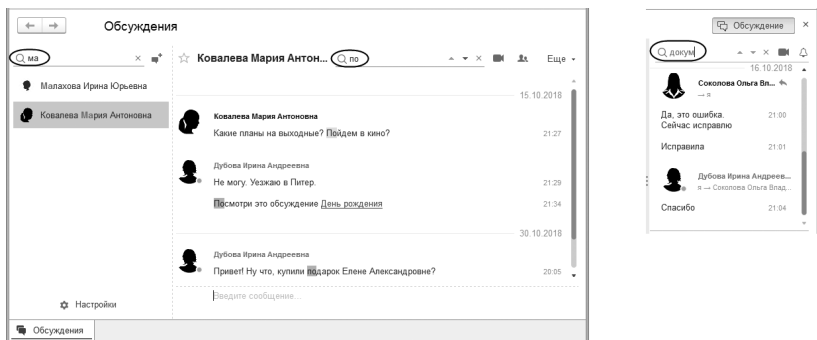 Обсуждения
ма
Ковалева Мария Антон...
по
Еще
Малахова Ирина Юрьевна
Ковалева Мария Антоновна
15.10.2018
Ковалева Мария Антоновна
Какие планы на выходные? Пойдем в кино?
21:27
Дубова Ирина Андреевна
Не могу. Уезжаю в Питер.
21:29
Посмотри это обсуждение День рождения
21:34
30.10.2018
Дубова Ирина Андреевна
Привет! Ну что, купили подарок Елене Александровне?
20:05
Настройки
Введите сообщение...
Обсуждения
Обсуждение
докум
16.10.2018
Соколова Ольга Вл...
→ я
Да, это ошибка.
Сейчас исправлю
21:00
Исправила
21:01
Дубова Ирина Андреев...
я → Соколова Ольга Влад...
Спасибо
21:04